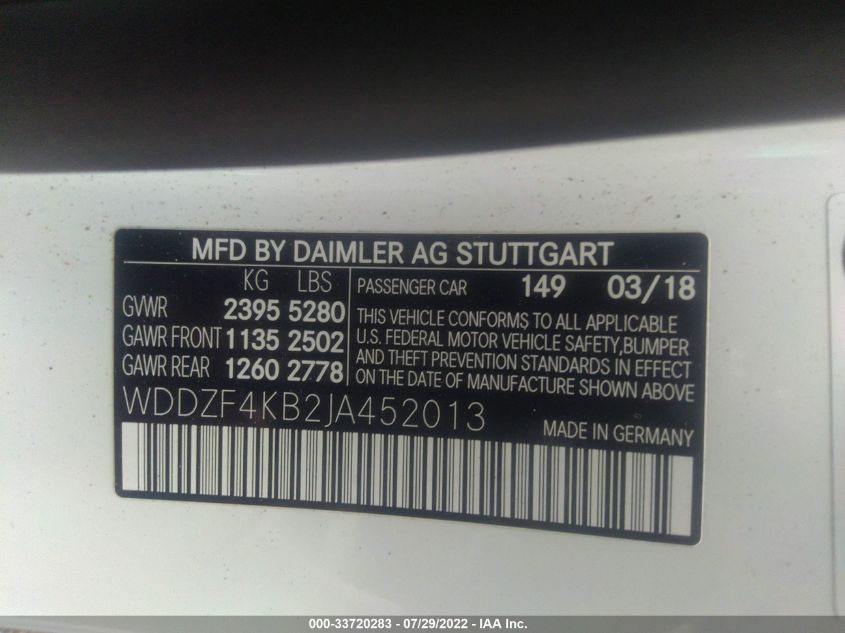 MFD BY DAIMLER AG STUTTGART
KG LBS
GVWR 2395 5280
GAWR FRONT 1135 2502
GAWR REAR 1260 2778
PASSENGER CAR 149 03/18
THIS VEHICLE CONFORMS TO ALL APPLICABLE
U.S. FEDERAL MOTOR VEHICLE SAFETY,BUMPER
AND THEFT PREVENTION STANDARDS IN EFFECT
ON THE DATE OF MANUFACTURE SHOWN ABOVE
WDDZF4KB2JA452013
MADE IN GERMANY
000-33720283 - 07/29/2022 - IAA Inc.